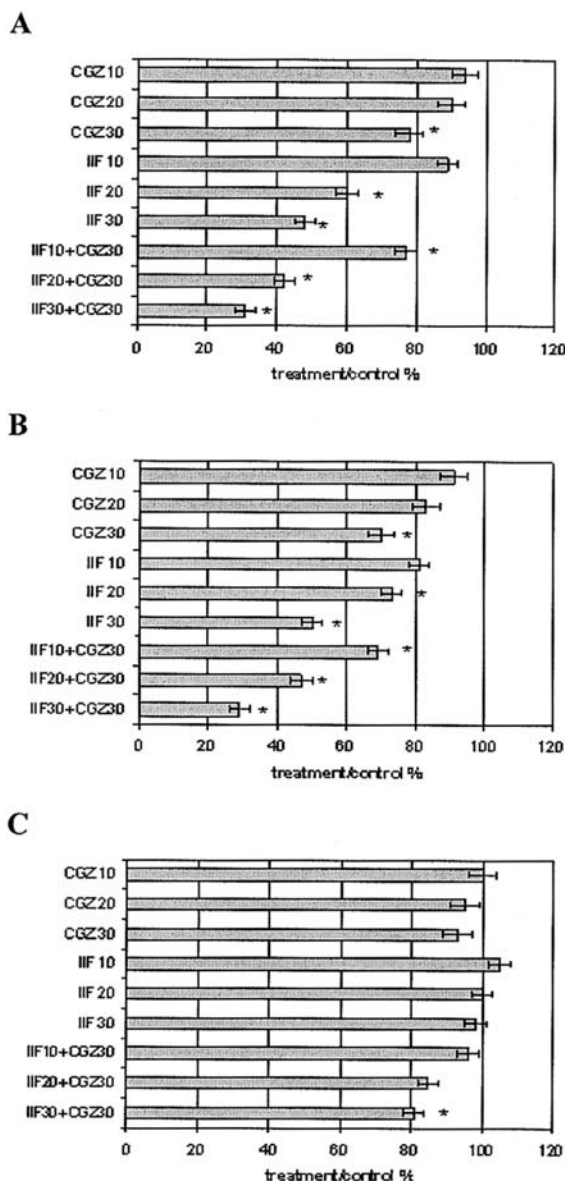 A
CGZ10
CGZ20
CGZ30 *
IIF 10
IIF 20 *
IIF 30 *
IIF10+CGZ30 *
IIF20+CGZ30 *
IIF30+CGZ30 *
0 20 40 60 80 100 120
treatment/control %
B
CGZ10
CGZ20
CGZ30 *
IIF 10
IIF 20 *
IIF 30 *
IIF10+CGZ30 *
IIF20+CGZ30 *
IIF30+CGZ30 *
0 20 40 60 80 100 120
treatment/control %
C
CGZ10
CGZ20
CGZ30
IIF 10
IIF 20
IIF 30
IIF10+CGZ30
IIF20+CGZ30
IIF30+CGZ30 *
0 20 40 60 80 100 120
treatment/control %